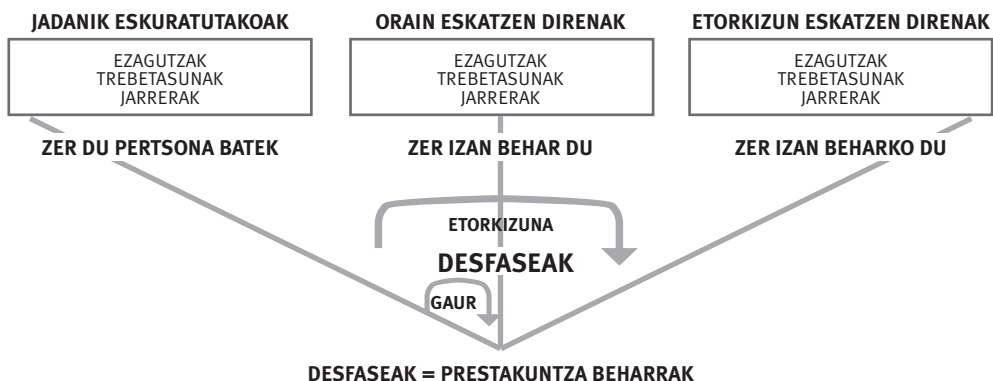 JADANIK ESKURATUTAKOAK
ORAIN ESKATZEN DIRENAK
ETORKIZUN ESKATZEN DIRENAK
EZAGUTZAK
TREBETASUNAK
JARRERAK
EZAGUTZAK
TREBETASUNAK
JARRERAK
EZAGUTZAK
TREBETASUNAK
JARRERAK
ZER DU PERTSONA BATEK
ZER IZAN BEHAR DU
ZER IZAN BEHARKO DU
ETORKIZUNA
DESFASEAK
GAUR
DESFASEAK = PRESTAKUNTZA BEHARRAK